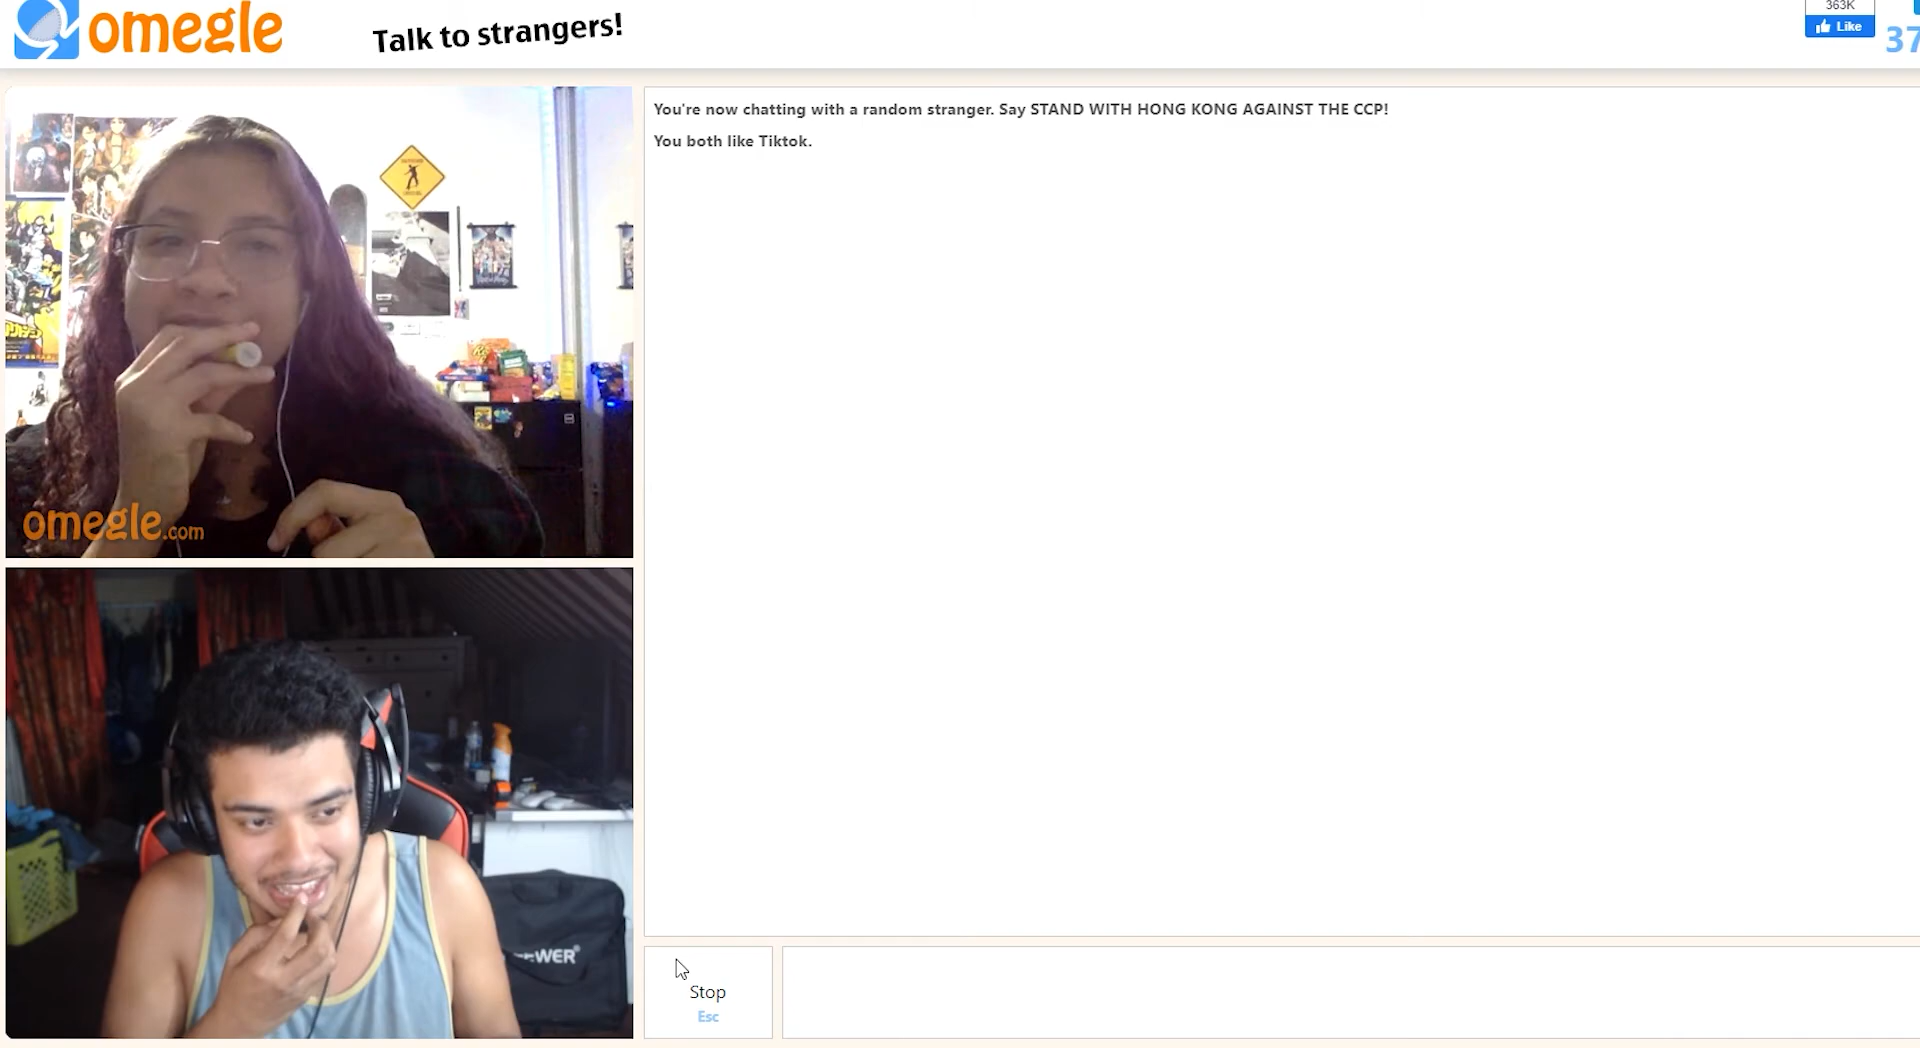 omegle
Talk to strangers!
363K
Like
37
You're now chatting with a random stranger. Say STAND WITH HONG KONG AGAINST THE CCP!
You both like Tiktok.
omegle.com
EWER®
Stop
Esc